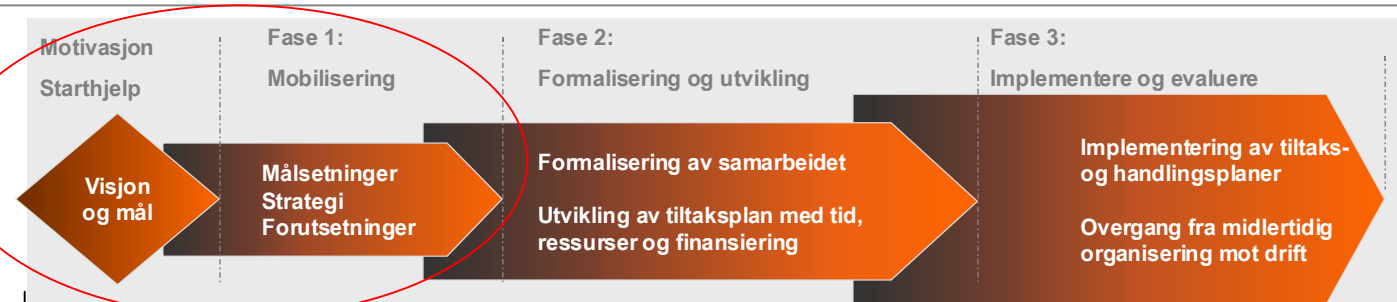 Motivasjon
Starthjelp
Fase 1:
Mobilisering
Fase 2:
Formalisering og utvikling
Fase 3:
Implementere og evaluere
Visjon
og mål
Målsetninger
Strategi
Forutsetninger
Formalisering av samarbeidet
Utvikling av tiltaksplan med tid,
ressurser og finansiering
Implementering av tiltaks-
og handlingsplaner
Overgang fra midlertidig
organisering mot drift